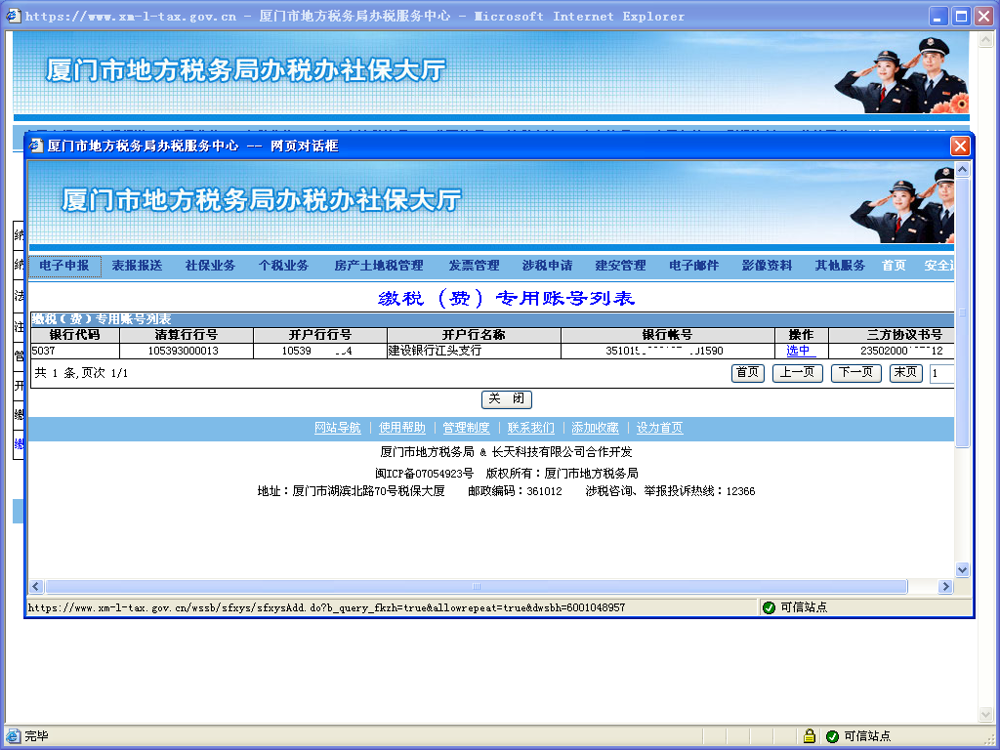 https://www.xm-l-tax.gov.cn - 厦门市地方税务局办税服务中心 - Microsoft Internet Explorer
厦门市地方税务局办税办社保大厅
厦门市地方税务局办税服务中心 -- 网页对话框
厦门市地方税务局办税办社保大厅
电子申报 表报报送 社保业务 个税业务 房产土地税管理 发票管理 涉税申请 建安管理 电子邮件 影像资料 其他服务 首页 安全
缴税（费）专用账号列表
缴税(费)专用账号列表
银行代码 清算行行号 开户行行号 开户行名称 银行帐号 操作 三方协议书号
5037 105393000013 10539 4 建设银行江头支行 35101 1590 选中 23502000 12
共 1 条,页次 1/1 首页 上一页 下一页 末页 1
关 闭
网站导航 | 使用帮助 | 管理制度 | 联系我们 | 添加收藏 | 设为首页
厦门市地方税务局 & 长天科技有限公司合作开发
闽ICP备07054923号 版权所有：厦门市地方税务局
地址：厦门市湖滨北路70号税保大厦 邮政编码：361012 涉税咨询、举报投诉热线：12366
纳
纳
法
注
管
开
缴
缴
https://www.xm-l-tax.gov.cn/wssb/sfxys/sfxysAdd.do?b_query_fkzh=true&allowrepeat=true&dwsbh=6001048957 可信站点
完毕 可信站点